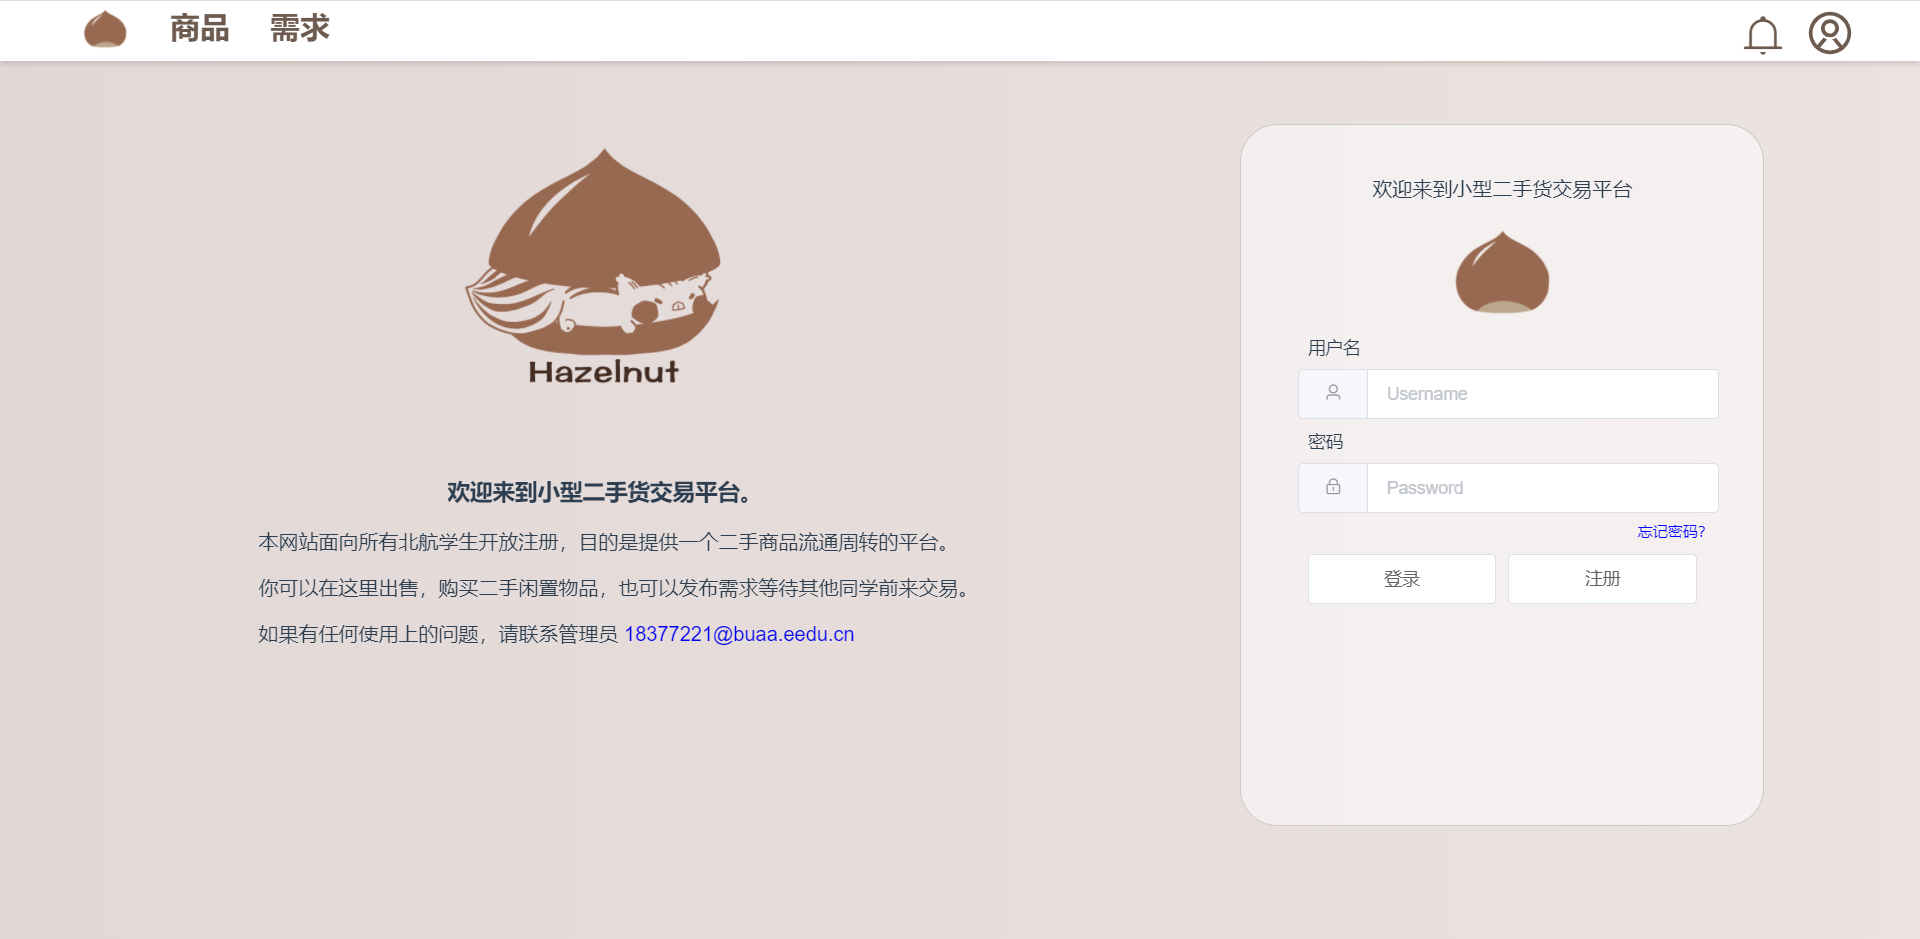 商品 需求
Hazelnut
欢迎来到小型二手货交易平台。
本网站面向所有北航学生开放注册，目的是提供一个二手商品流通周转的平台。
你可以在这里出售，购买二手闲置物品，也可以发布需求等待其他同学前来交易。
如果有任何使用上的问题，请联系管理员 18377221@buaa.eedu.cn
欢迎来到小型二手货交易平台
用户名
Username
密码
Password
忘记密码?
登录 注册